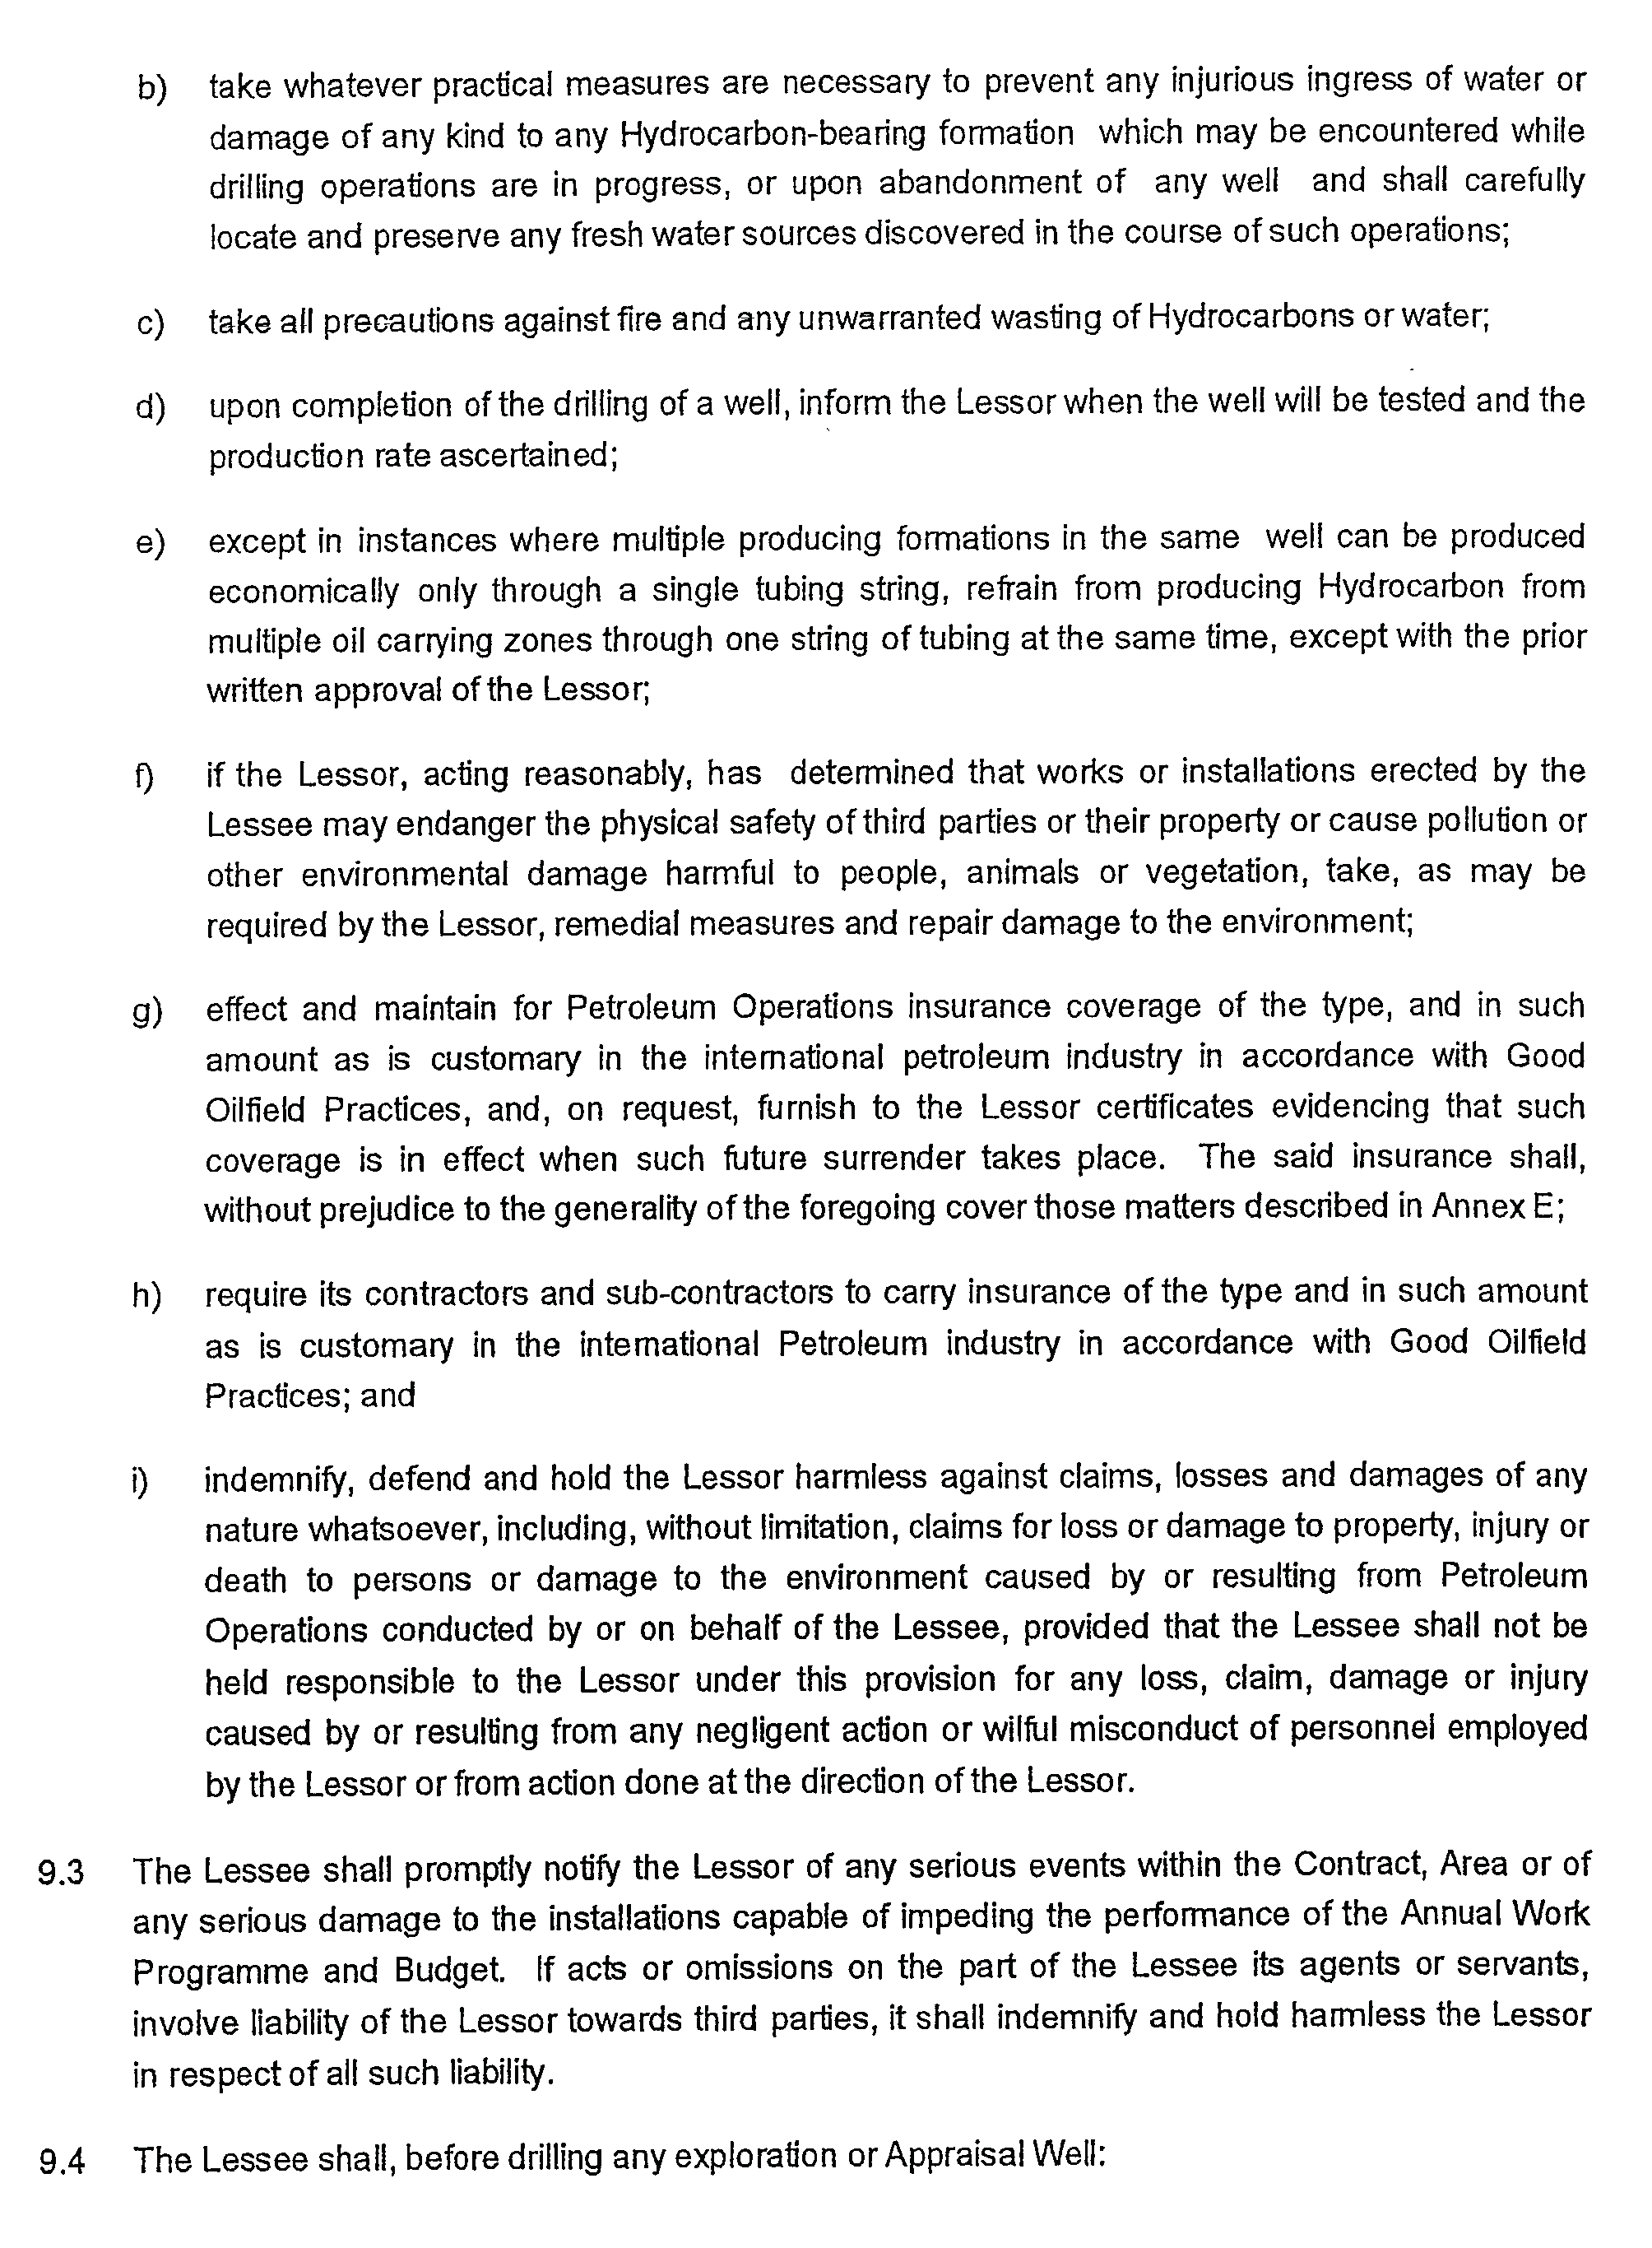 b) take whatever practical measures are necessary to prevent any injurious ingress of water or
damage of any kind to any Hydrocarbon-bearing formation which may be encountered while
drilling operations are in progress, or upon abandonment of any well and shall carefully
locate and preserve any fresh water sources discovered in the course of such operations;
c) take all precautions against fire and any unwarranted wasting of Hydrocarbons or water;
d) upon completion of the drilling of a well, inform the Lessor when the well will be tested and the
production rate ascertained;
e) except in instances where multiple producing formations in the same well can be produced
economically only through a single tubing string, refrain from producing Hydrocarbon from
multiple oil carrying zones through one string of tubing at the same time, except with the prior
written approval of the Lessor;
f) if the Lessor, acting reasonably, has determined that works or installations erected by the
Lessee may endanger the physical safety of third parties or their property or cause pollution or
other environmental damage harmful to people, animals or vegetation, take, as may be
required by the Lessor, remedial measures and repair damage to the environment;
g) effect and maintain for Petroleum Operations insurance coverage of the type, and in such
amount as is customary in the international petroleum industry in accordance with Good
Oilfield Practices, and, on request, furnish to the Lessor certificates evidencing that such
coverage is in effect when such future surrender takes place. The said insurance shall,
without prejudice to the generality of the foregoing cover those matters described in Annex E;
h) require its contractors and sub-contractors to carry insurance of the type and in such amount
as is customary in the international Petroleum industry in accordance with Good Oilfield
Practices; and
i) indemnify, defend and hold the Lessor harmless against claims, losses and damages of any
nature whatsoever, including, without limitation, claims for loss or damage to property, injury or
death to persons or damage to the environment caused by or resulting from Petroleum
Operations conducted by or on behalf of the Lessee, provided that the Lessee shall not be
held responsible to the Lessor under this provision for any loss, claim, damage or injury
caused by or resulting from any negligent action or wilful misconduct of personnel employed
by the Lessor or from action done at the direction of the Lessor.
9.3 The Lessee shall promptly notify the Lessor of any serious events within the Contract, Area or of
any serious damage to the installations capable of impeding the performance of the Annual Work
Programme and Budget. If acts or omissions on the part of the Lessee its agents or servants,
involve liability of the Lessor towards third parties, it shall indemnify and hold harmless the Lessor
in respect of all such liability.
9.4 The Lessee shall, before drilling any exploration or Appraisal Well: